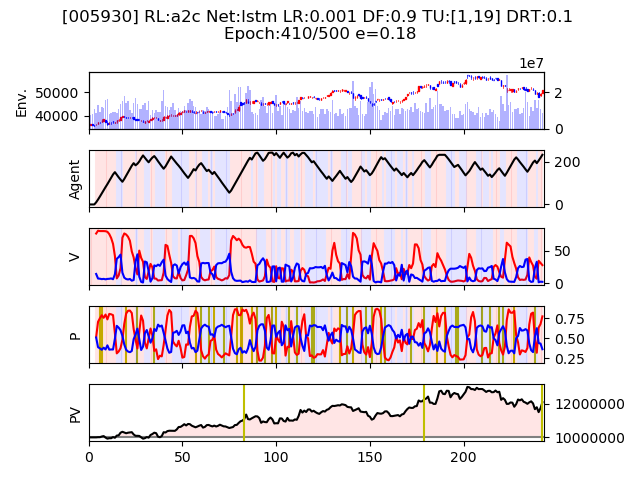 [005930] RL:a2c Net:lstm LR:0.001 DF:0.9 TU:[1,19] DRT:0.1
Epoch:410/500 e=0.18
1e7
Env.
50000
40000
2
0
Agent
200
0
V
50
0
P
0.75
0.50
0.25
PV
12000000
10000000
0
50
100
150
200